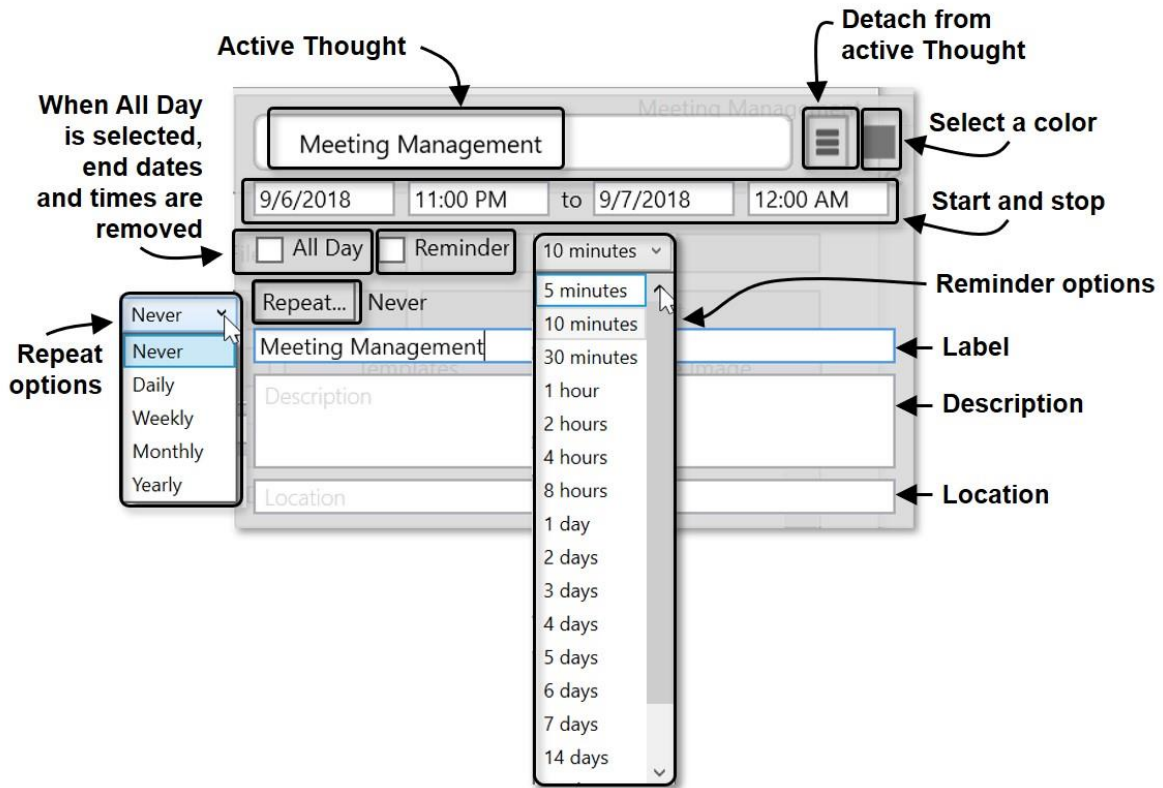 Detach from
active Thought
Active Thought
When All Day
is selected,
end dates
and times are
removed
Meeting Management
Meeting Management
Select a color
9/6/2018 11:00 PM to 9/7/2018 12:00 AM
Start and stop
All Day Reminder 10 minutes
Reminder options
Repeat... Never
Never
Never
Daily
Weekly
Monthly
Yearly
Repeat
options
5 minutes
10 minutes
30 minutes
1 hour
2 hours
4 hours
8 hours
1 day
2 days
3 days
4 days
5 days
6 days
7 days
14 days
Meeting Management
Label
Templates
Image
Description
Description
Location
Location